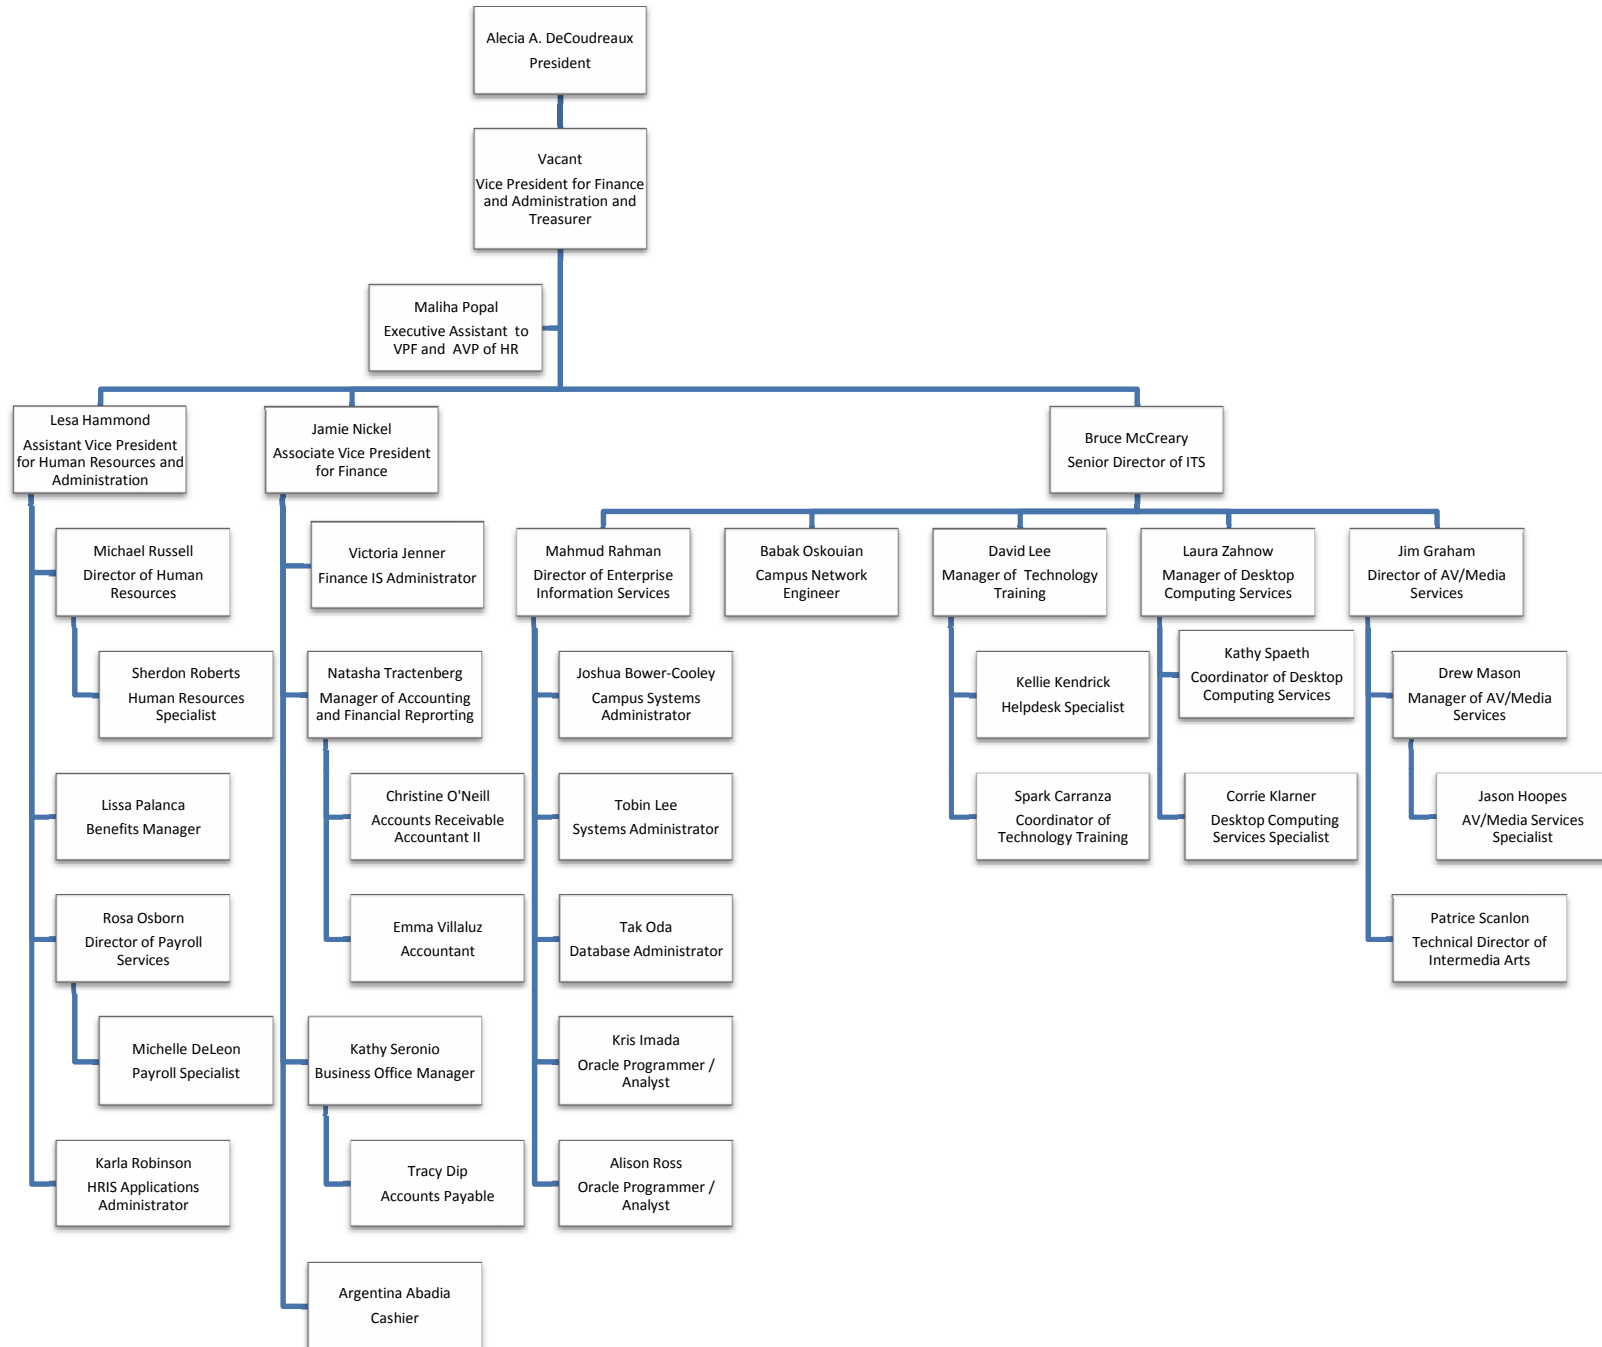 Alecia A. DeCoudreaux
President
Vacant
Vice President for Finance
and Administration and
Treasurer
Maliha Popal
Executive Assistant to
VPF and AVP of HR
Lesa Hammond
Assistant Vice President
for Human Resources and
Administration
Jamie Nickel
Associate Vice President
for Finance
Bruce McCreary
Senior Director of ITS
Michael Russell
Director of Human
Resources
Sherdon Roberts
Human Resources
Specialist
Lissa Palanca
Benefits Manager
Rosa Osborn
Director of Payroll
Services
Michelle DeLeon
Payroll Specialist
Karla Robinson
HRIS Applications
Administrator
Victoria Jenner
Finance IS Administrator
Natasha Tractenberg
Manager of Accounting
and Financial Reprorting
Christine O'Neill
Accounts Receivable
Accountant II
Emma Villaluz
Accountant
Kathy Seronio
Business Office Manager
Tracy Dip
Accounts Payable
Argentina Abadia
Cashier
Mahmud Rahman
Director of Enterprise
Information Services
Joshua Bower-Cooley
Campus Systems
Administrator
Tobin Lee
Systems Administrator
Tak Oda
Database Administrator
Kris Imada
Oracle Programmer /
Analyst
Alison Ross
Oracle Programmer /
Analyst
Babak Oskouian
Campus Network
Engineer
David Lee
Manager of Technology
Training
Kellie Kendrick
Helpdesk Specialist
Spark Carranza
Coordinator of
Technology Training
Laura Zahnow
Manager of Desktop
Computing Services
Kathy Spaeth
Coordinator of Desktop
Computing Services
Corrie Klarner
Desktop Computing
Services Specialist
Jim Graham
Director of AV/Media
Services
Drew Mason
Manager of AV/Media
Services
Jason Hoopes
AV/Media Services
Specialist
Patrice Scanlon
Technical Director of
Intermedia Arts